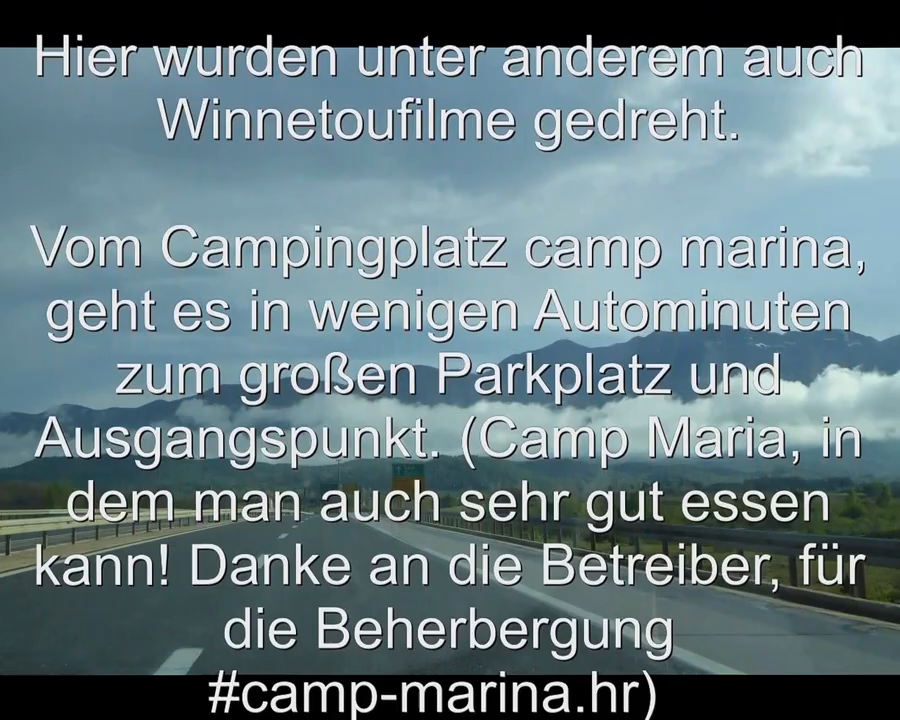 Hier wurden unter anderem auch
Winnetoufilme gedreht.
Vom Campingplatz camp marina,
geht es in wenigen Autominuten
zum großen Parkplatz und
Ausgangspunkt. (Camp Maria, in
dem man auch sehr gut essen
kann! Danke an die Betreiber, für
die Beherbergung
#camp-marina.hr)